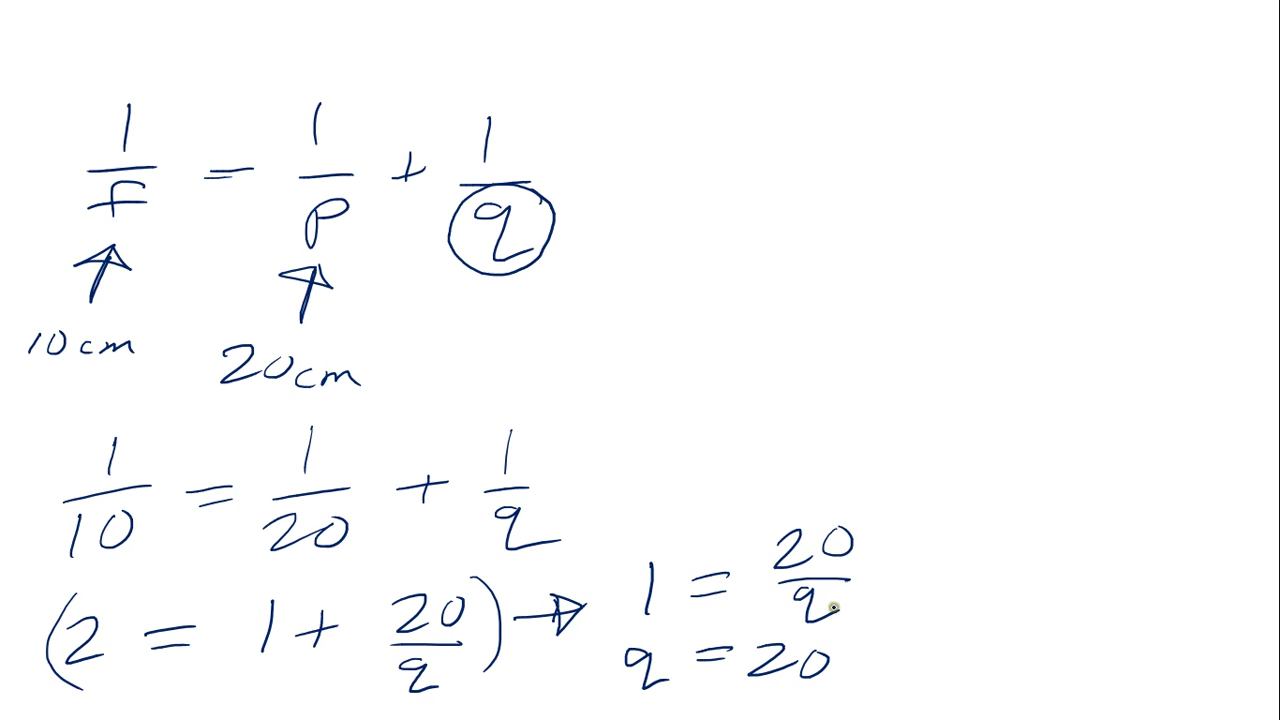 1/F = 1/p + 1/q
10cm
20cm
1/10 = 1/20 + 1/q
(2 = 1 + 20/q) → 1 = 20/q
q = 20